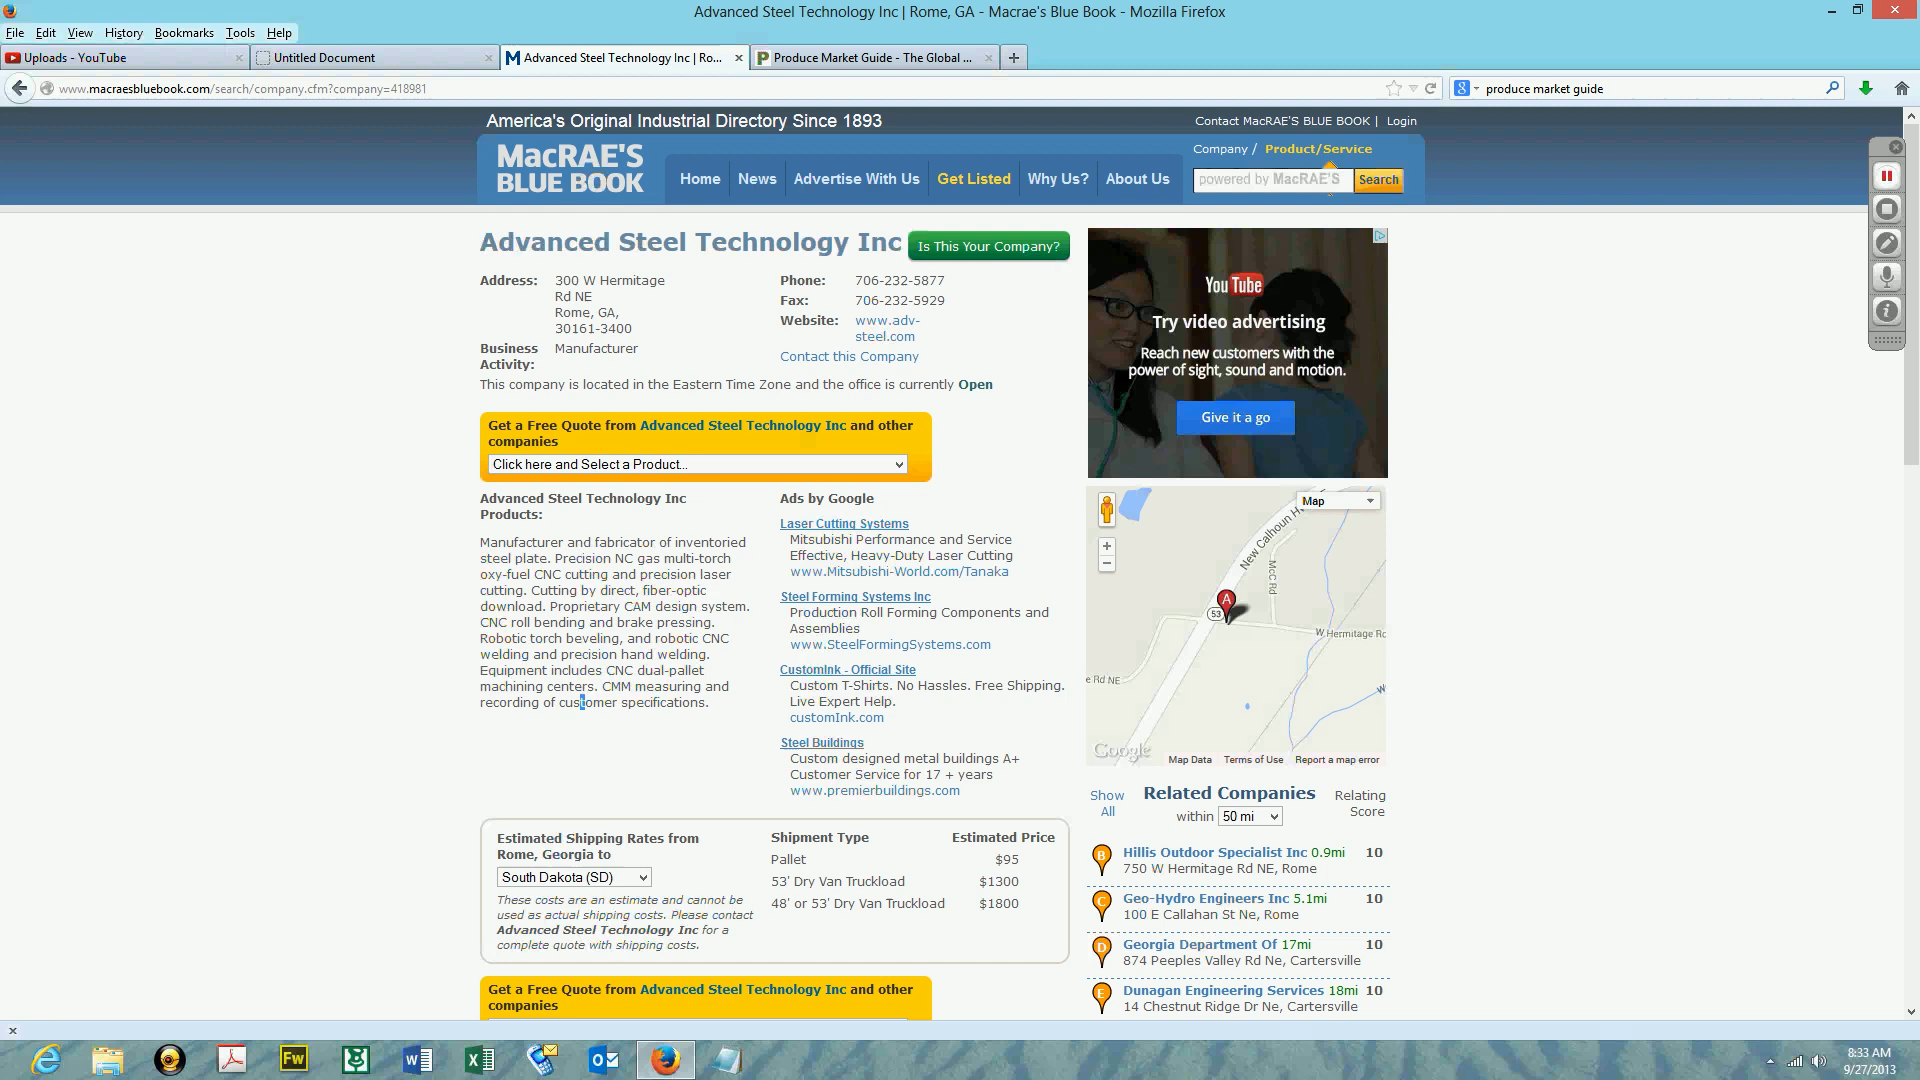 Advanced Steel Technology Inc | Rome, GA - Macrae's Blue Book - Mozilla Firefox
File Edit View History Bookmarks Tools Help
Uploads - YouTube
Untitled Document
Advanced Steel Technology Inc | Ro...
Produce Market Guide - The Global ...
www.macraesbluebook.com/search/company.cfm?company=418981
produce market guide
America's Original Industrial Directory Since 1893
Contact MacRAE'S BLUE BOOK | Login
MacRAE'S
BLUE BOOK
Home News Advertise With Us Get Listed Why Us? About Us
Company / Product/Service
powered by MacRAE'S Search
Advanced Steel Technology Inc
Is This Your Company?
Address: 300 W Hermitage
Rd NE
Rome, GA,
30161-3400
Business Activity: Manufacturer
Phone: 706-232-5877
Fax: 706-232-5929
Website: www.adv-
steel.com
Contact this Company
This company is located in the Eastern Time Zone and the office is currently Open
Get a Free Quote from Advanced Steel Technology Inc and other
companies
Click here and Select a Product...
Advanced Steel Technology Inc
Products:
Manufacturer and fabricator of inventoried
steel plate. Precision NC gas multi-torch
oxy-fuel CNC cutting and precision laser
cutting. Cutting by direct, fiber-optic
download. Proprietary CAM design system.
CNC roll bending and brake pressing.
Robotic torch beveling, and robotic CNC
welding and precision hand welding.
Equipment includes CNC dual-pallet
machining centers. CMM measuring and
recording of customer specifications.
Ads by Google
Laser Cutting Systems
Mitsubishi Performance and Service
Effective, Heavy-Duty Laser Cutting
www.Mitsubishi-World.com/Tanaka
Steel Forming Systems Inc
Production Roll Forming Components and
Assemblies
www.SteelFormingSystems.com
CustomInk - Official Site
Custom T-Shirts. No Hassles. Free Shipping.
Live Expert Help.
customInk.com
Steel Buildings
Custom designed metal buildings A+
Customer Service for 17 + years
www.premierbuildings.com
Estimated Shipping Rates from
Rome, Georgia to
South Dakota (SD)
These costs are an estimate and cannot be
used as actual shipping costs. Please contact
Advanced Steel Technology Inc for a
complete quote with shipping costs.
Shipment Type Estimated Price
Pallet $95
53' Dry Van Truckload $1300
48' or 53' Dry Van Truckload $1800
Get a Free Quote from Advanced Steel Technology Inc and other
companies
YouTube
Try video advertising
Reach new customers with the
power of sight, sound and motion.
Give it a go
Map
New Calhoun H
McC Rd
A
53
W Hermitage Rd
e Rd NE
W
Google
Map Data Terms of Use Report a map error
Show
All
Related Companies
within 50 mi
Relating
Score
B Hillis Outdoor Specialist Inc 0.9mi 10
750 W Hermitage Rd NE, Rome
C Geo-Hydro Engineers Inc 5.1mi 10
100 E Callahan St Ne, Rome
D Georgia Department Of 17mi 10
874 Peeples Valley Rd Ne, Cartersville
E Dunagan Engineering Services 18mi 10
14 Chestnut Ridge Dr Ne, Cartersville
Fw
8:33 AM
9/27/2013